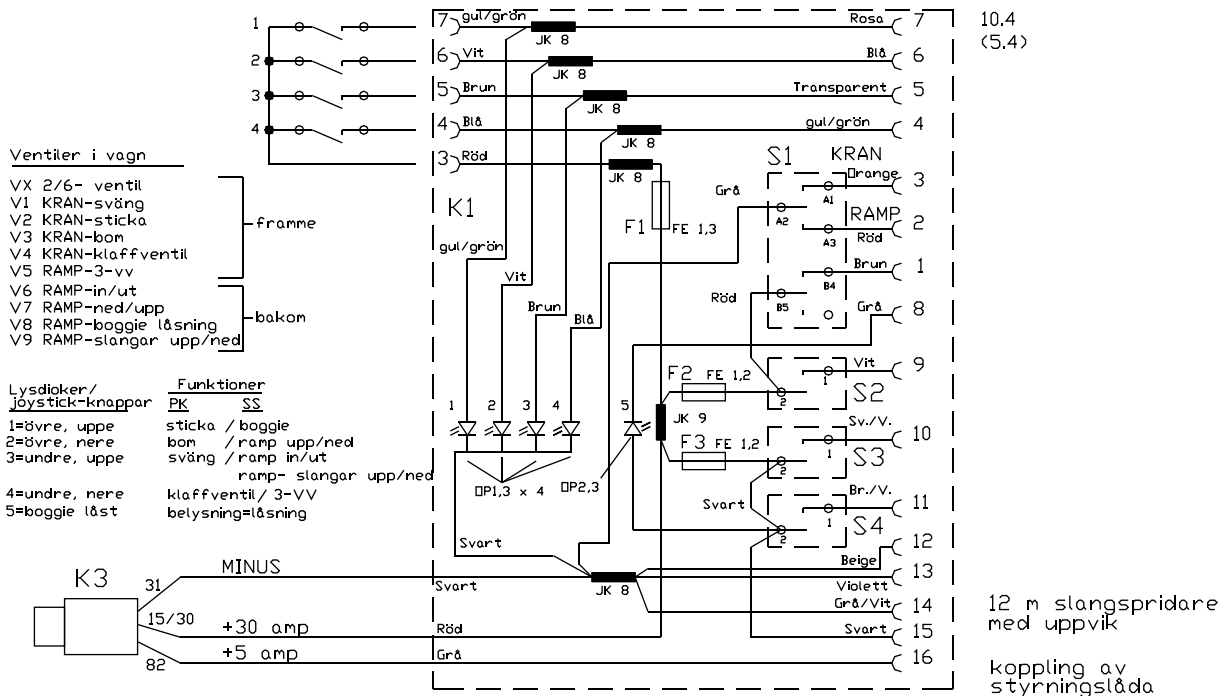 10.4
(5.4)
1
2
3
4
7 gul/grön JK 8 Rosa 7
6 Vit JK 8 Blå 6
5 Brun JK 8 Transparent 5
4 Blå JK 8 gul/grön 4
3 Röd JK 8
Ventiler i vagn
VX 2/6- ventil
V1 KRAN-sväng
V2 KRAN-sticka
V3 KRAN-bom
V4 KRAN-klaffventil
V5 RAMP-3-vv
framme
V6 RAMP-in/ut
V7 RAMP-ned/upp
V8 RAMP-boggie låsning
V9 RAMP-slangar upp/ned
bakom
K1
F1 FE 1,3
gul/grön
Vit
Brun
Blå
S1 KRAN
Orange 3
Grå
A1
A2
RAMP 2
A3 Röd
Brun 1
B4
Röd
B5
Grå 8
Lysdioker/ Funktioner
joystick-knappar PK SS
1=övre, uppe sticka / boggie
2=övre, nere bom / ramp upp/ned
3=undre, uppe sväng / ramp in/ut
ramp- slangar upp/ned
4=undre, nere klaffventil/ 3-VV
5=boggie låst belysning=låsning
1 2 3 4 5
OP1,3 x 4
OP2,3
F2 FE 1,2
JK 9
F3 FE 1,2
Vit 9
1
2
S2
Sv./V. 10
1
2
S3
Svart
Br./V. 11
1
2
S4
12
Beige
Svart
JK 8
13
Violett
Grå/Vit 14
Svart 15
16
K3
31 MINUS Svart
15/30 +30 amp Röd
82 +5 amp Grå
12 m slangspridare
med uppvik
koppling av
styrningslåda